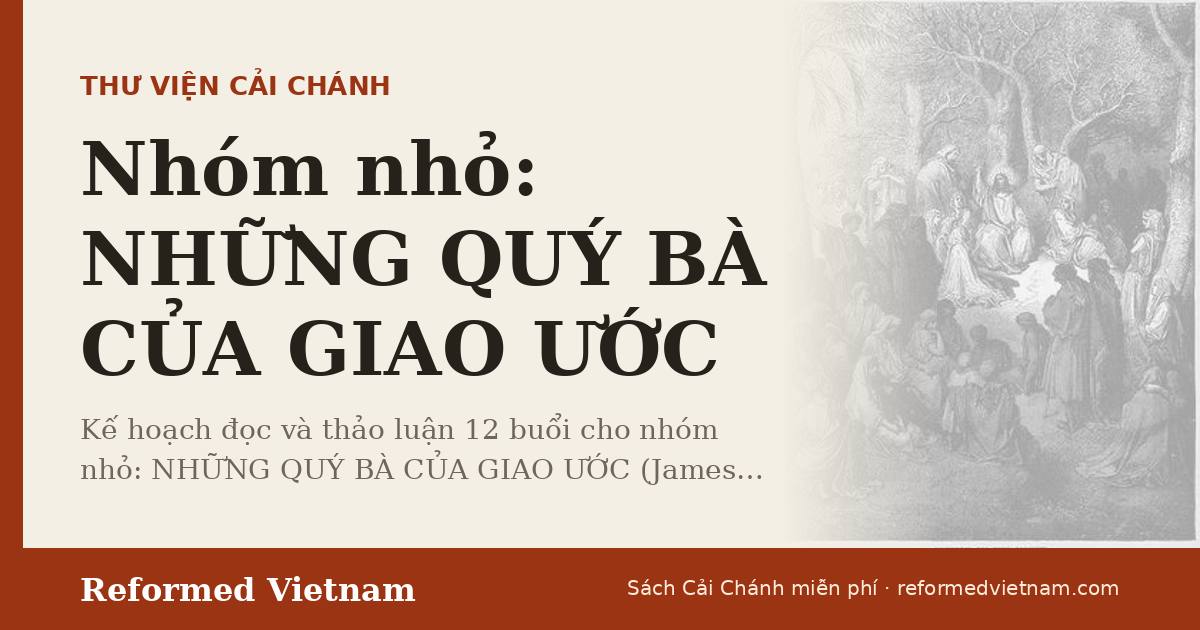 THƯ VIỆN CẢI CHÁNH
Nhóm nhỏ:
NHỮNG QUÝ BÀ
CỦA GIAO ƯỚC
Kế hoạch đọc và thảo luận 12 buổi cho nhóm
nhỏ: NHỮNG QUÝ BÀ CỦA GIAO ƯỚC (James...
Reformed Vietnam
Sách Cải Chánh miễn phí · reformedvietnam.com